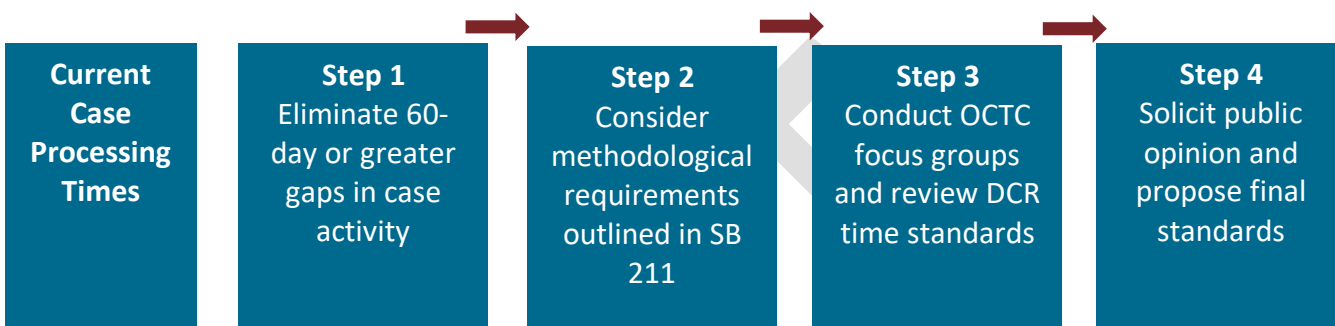 Current
Case
Processing
Times
Step 1
Eliminate 60-
day or greater
gaps in case
activity
Step 2
Consider
methodological
requirements
outlined in SB
211
Step 3
Conduct OCTC
focus groups
and review DCR
time standards
Step 4
Solicit public
opinion and
propose final
standards